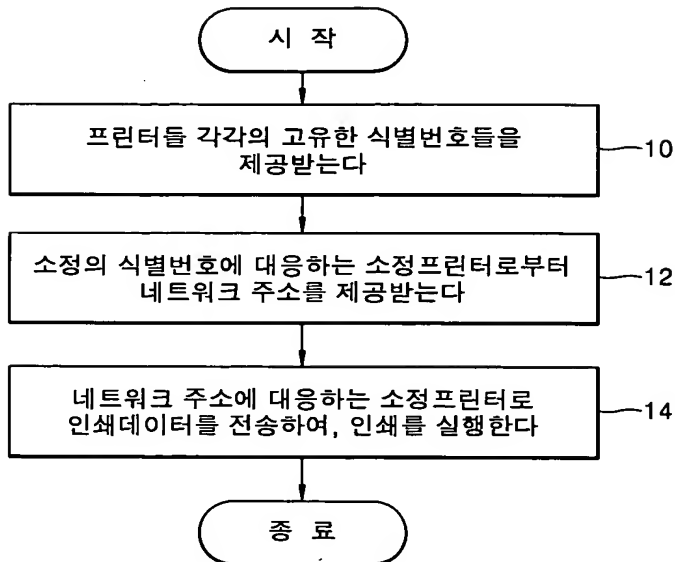 시 작
프린터들 각각의 고유한 식별번호들을
제공받는다
10
소정의 식별번호에 대응하는 소정프린터로부터
네트워크 주소를 제공받는다
12
네트워크 주소에 대응하는 소정프린터로
인쇄데이터를 전송하여, 인쇄를 실행한다
14
종 료